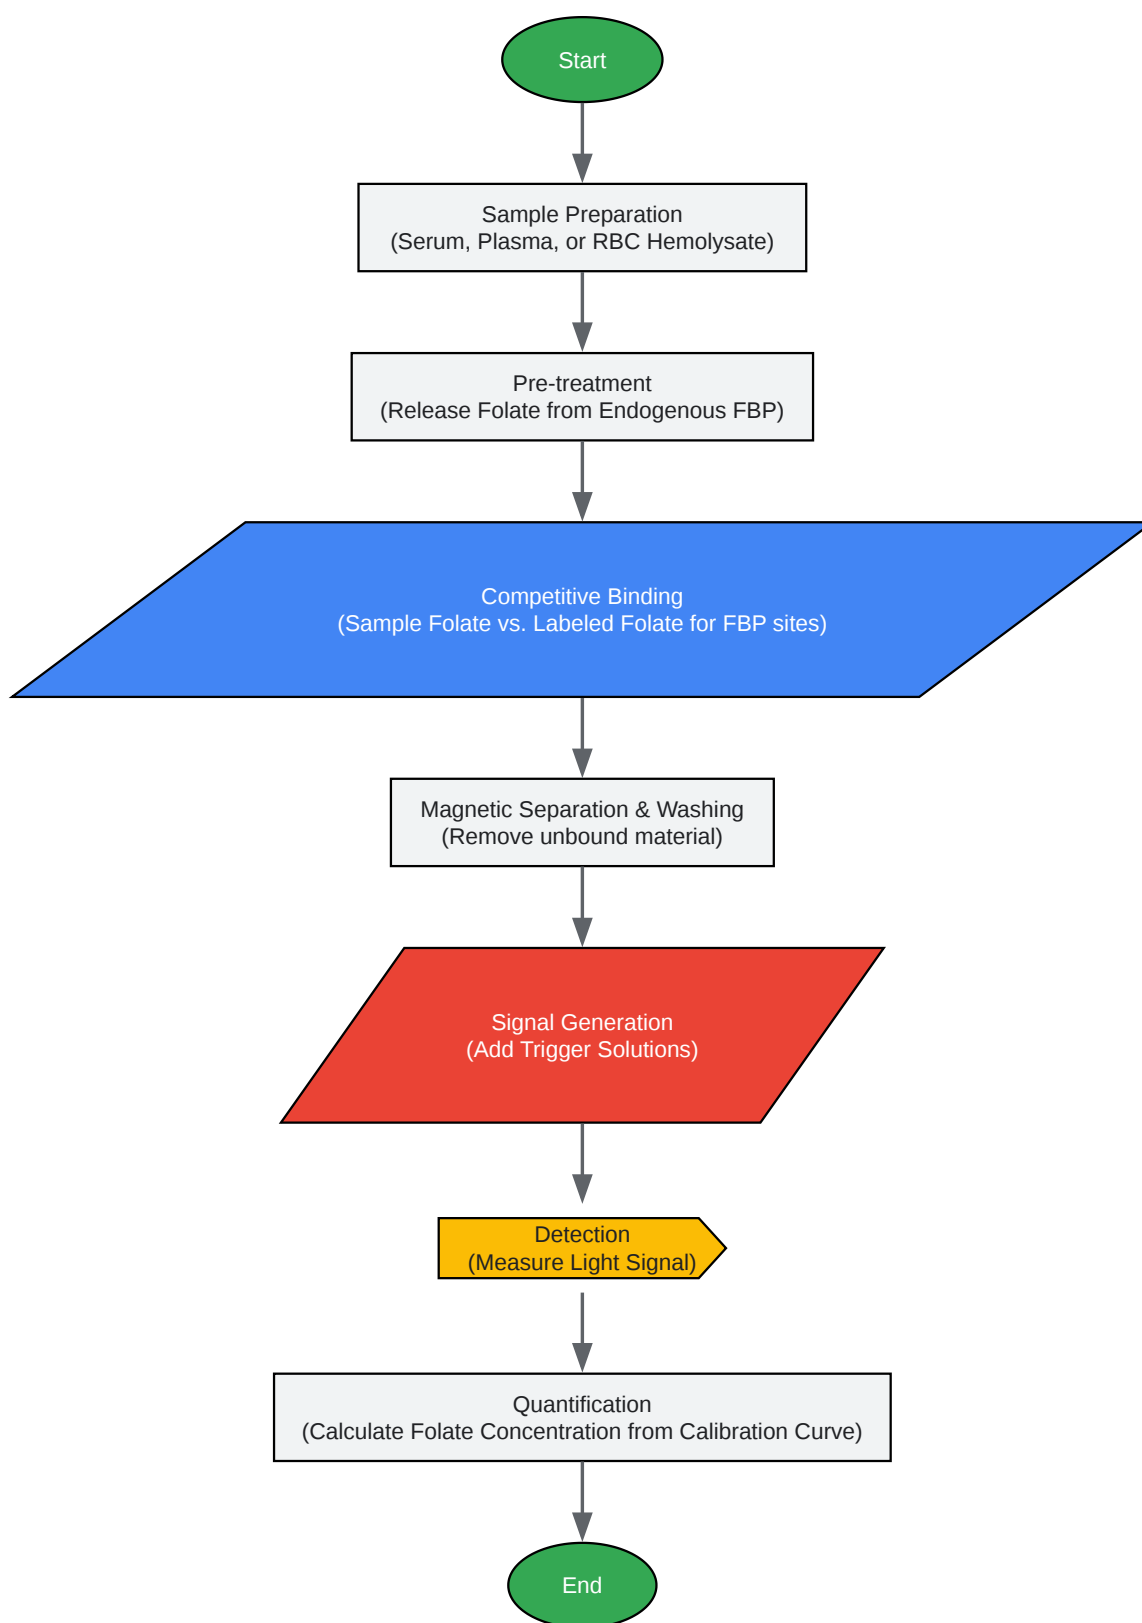 Start
Sample Preparation
(Serum, Plasma, or RBC Hemolysate)
Pre-treatment
(Release Folate from Endogenous FBP)
Competitive Binding
(Sample Folate vs. Labeled Folate for FBP sites)
Magnetic Separation & Washing
(Remove unbound material)
Signal Generation
(Add Trigger Solutions)
Detection
(Measure Light Signal)
Quantification
(Calculate Folate Concentration from Calibration Curve)
End